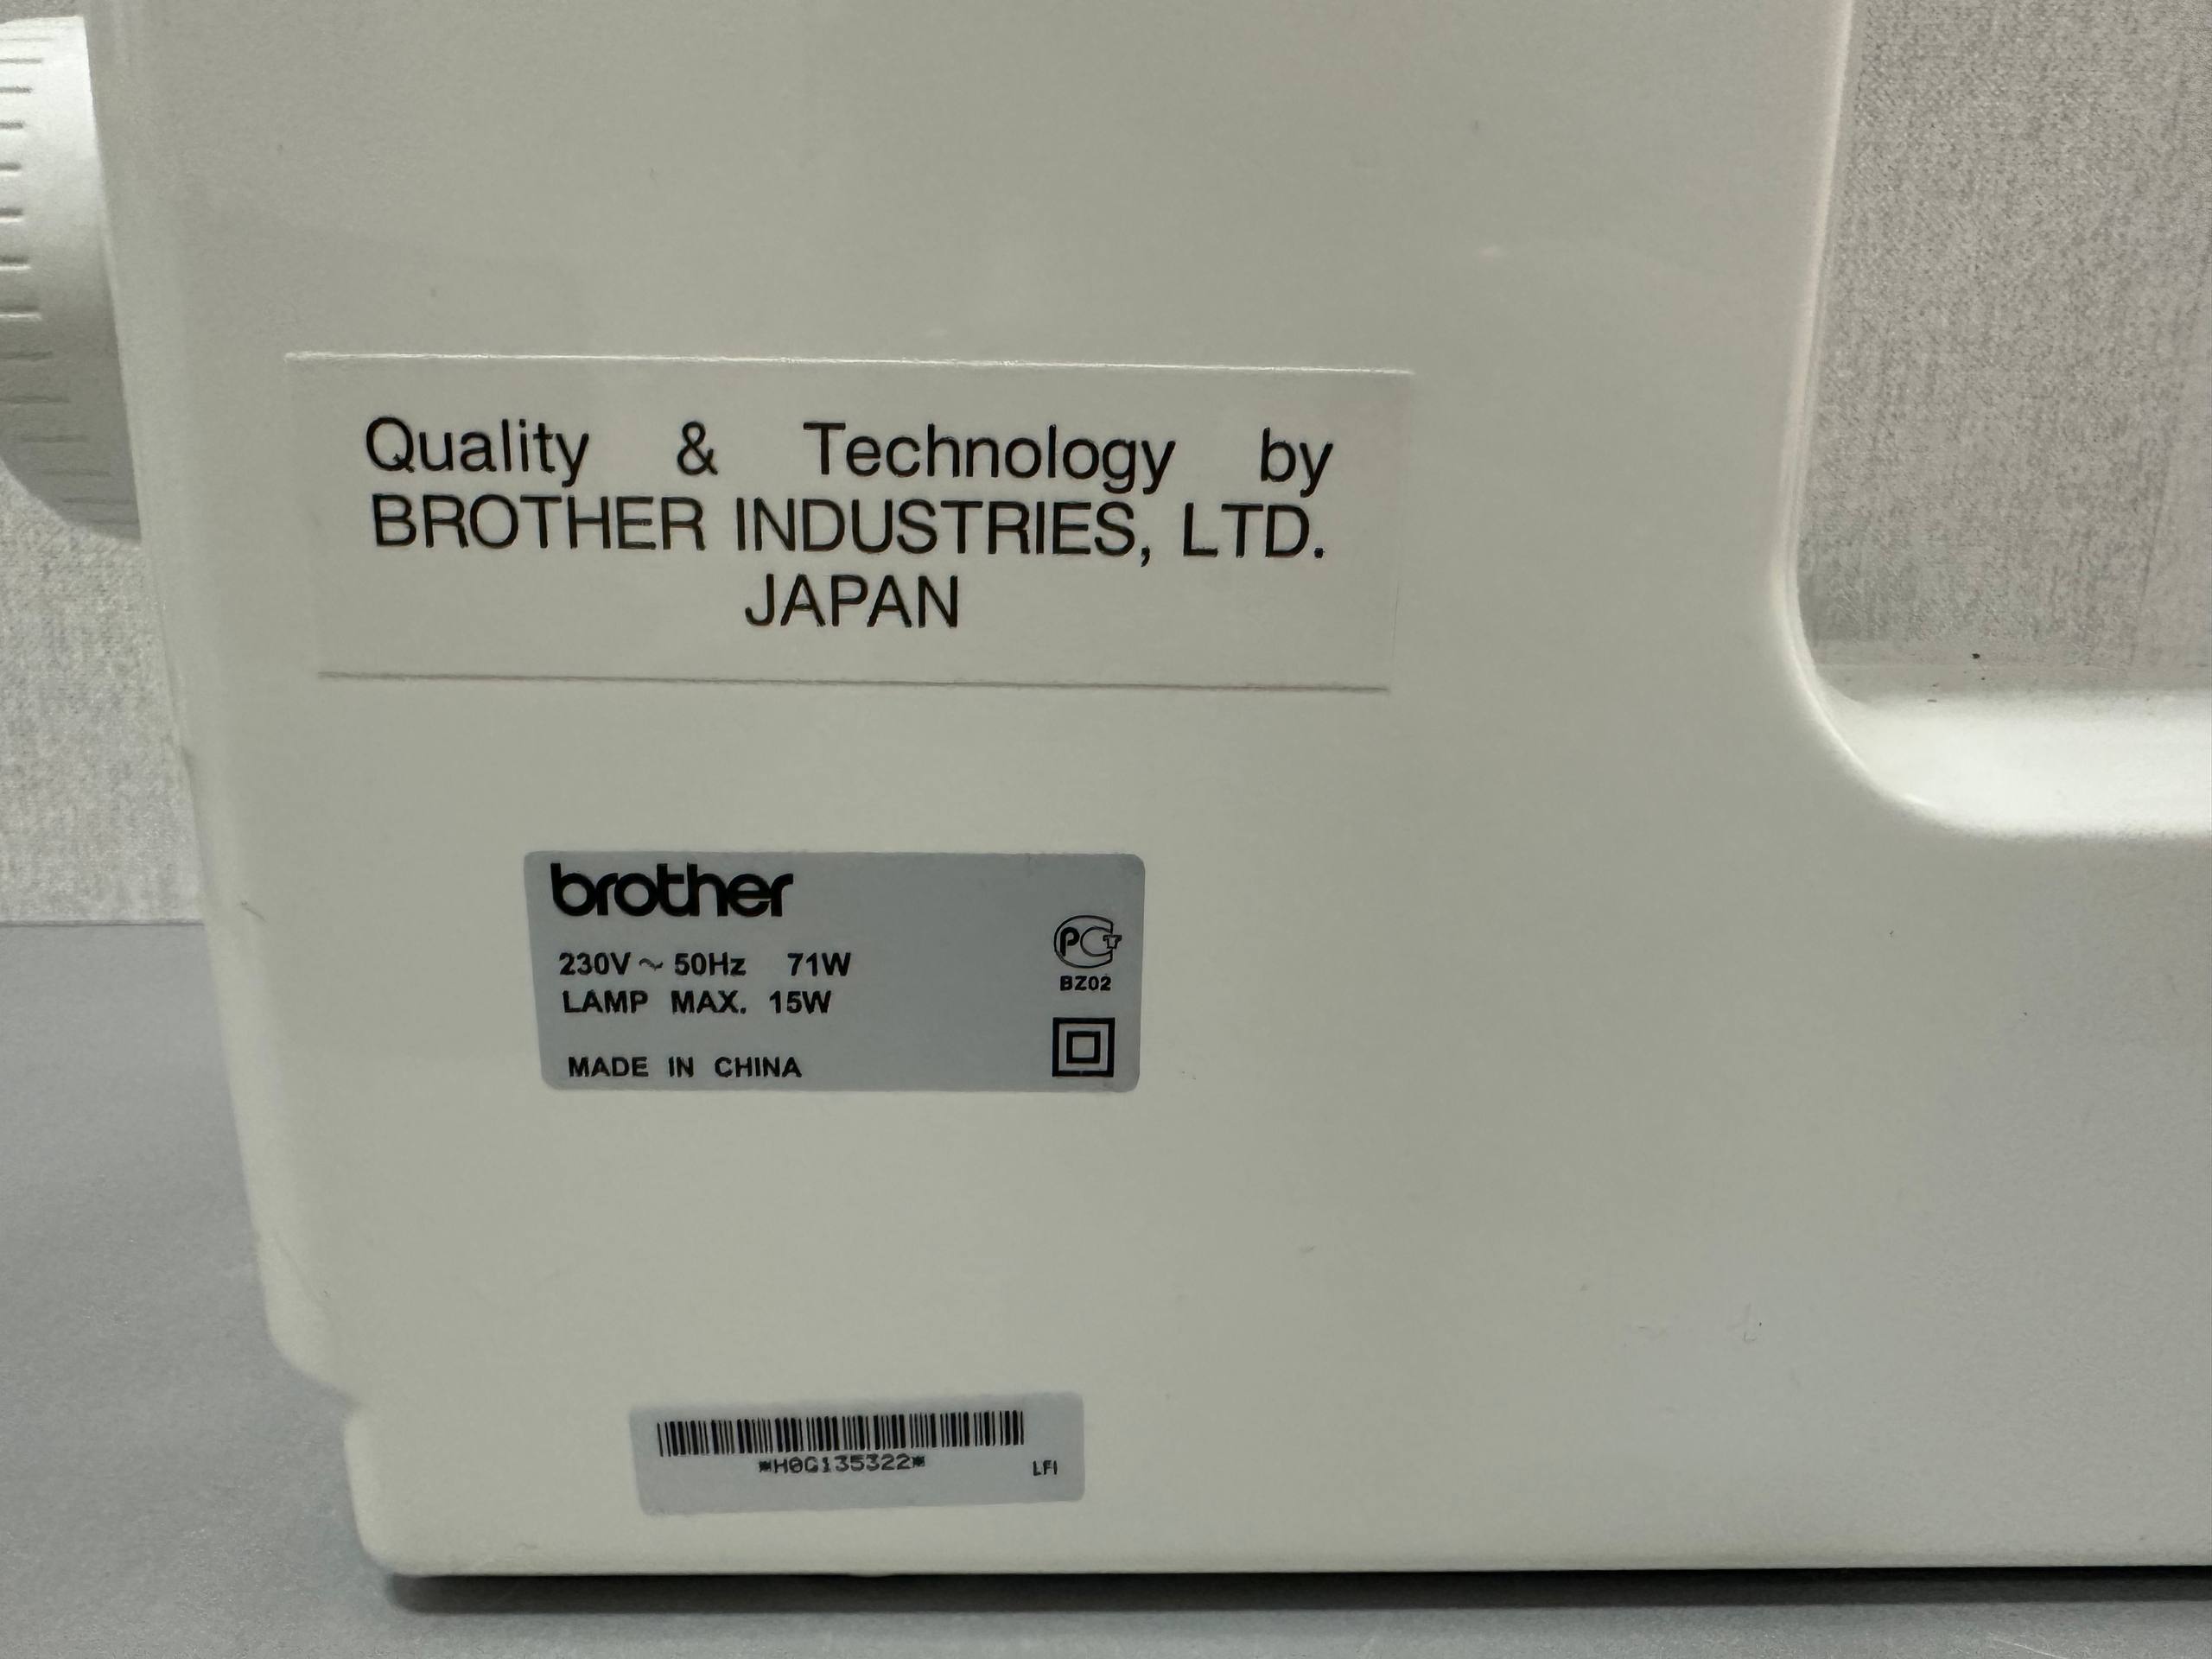 Quality & Technology by
BROTHER INDUSTRIES, LTD.
JAPAN
brother
230V ~ 50Hz 71W
LAMP MAX. 15W
MADE IN CHINA
РСТ
BZ02
*H0G135322*
LFI